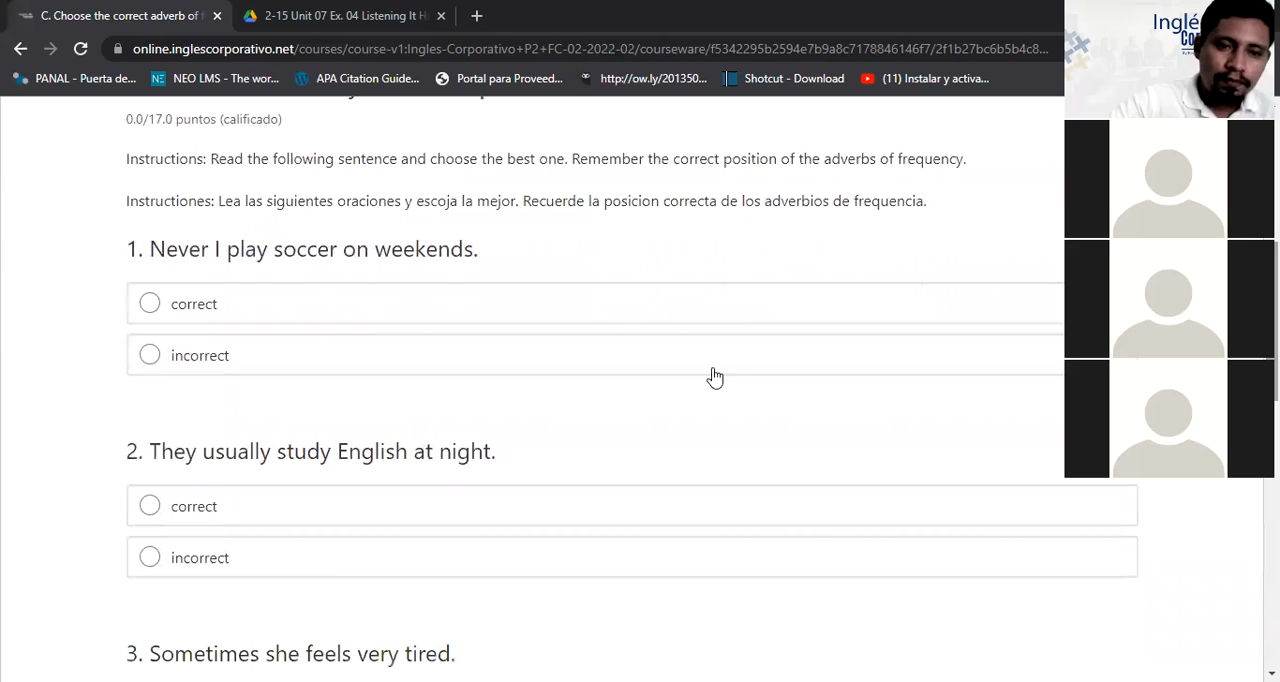 C. Choose the correct adverb of f
2-15 Unit 07 Ex. 04 Listening It H
online.inglescorporativo.net/courses/course-v1:Ingles-Corporativo+P2+FC-02-2022-02/courseware/f5342295b2594e7b9a8c7178846146f7/2f1b27bc6b5b4c8...
PANAL - Puerta de...
NE
NEO LMS - The wor...
APA Citation Guide...
Portal para Proveed...
http://ow.ly/201350...
Shotcut - Download
(11) Instalar y activa...
Inglé
0.0/17.0 puntos (calificado)
Instructions: Read the following sentence and choose the best one. Remember the correct position of the adverbs of frequency.
Instructiones: Lea las siguientes oraciones y escoja la mejor. Recuerde la posicion correcta de los adverbios de frequencia.
1. Never I play soccer on weekends.
correct
incorrect
2. They usually study English at night.
correct
incorrect
3. Sometimes she feels very tired.